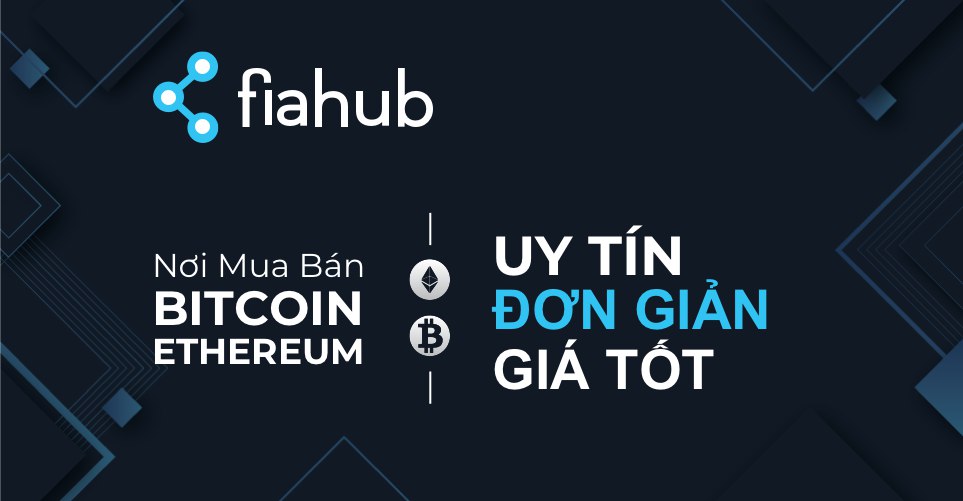 fiahub
Nơi Mua Bán
BITCOIN
ETHEREUM
UY TÍN
ĐƠN GIẢN
GIÁ TỐT